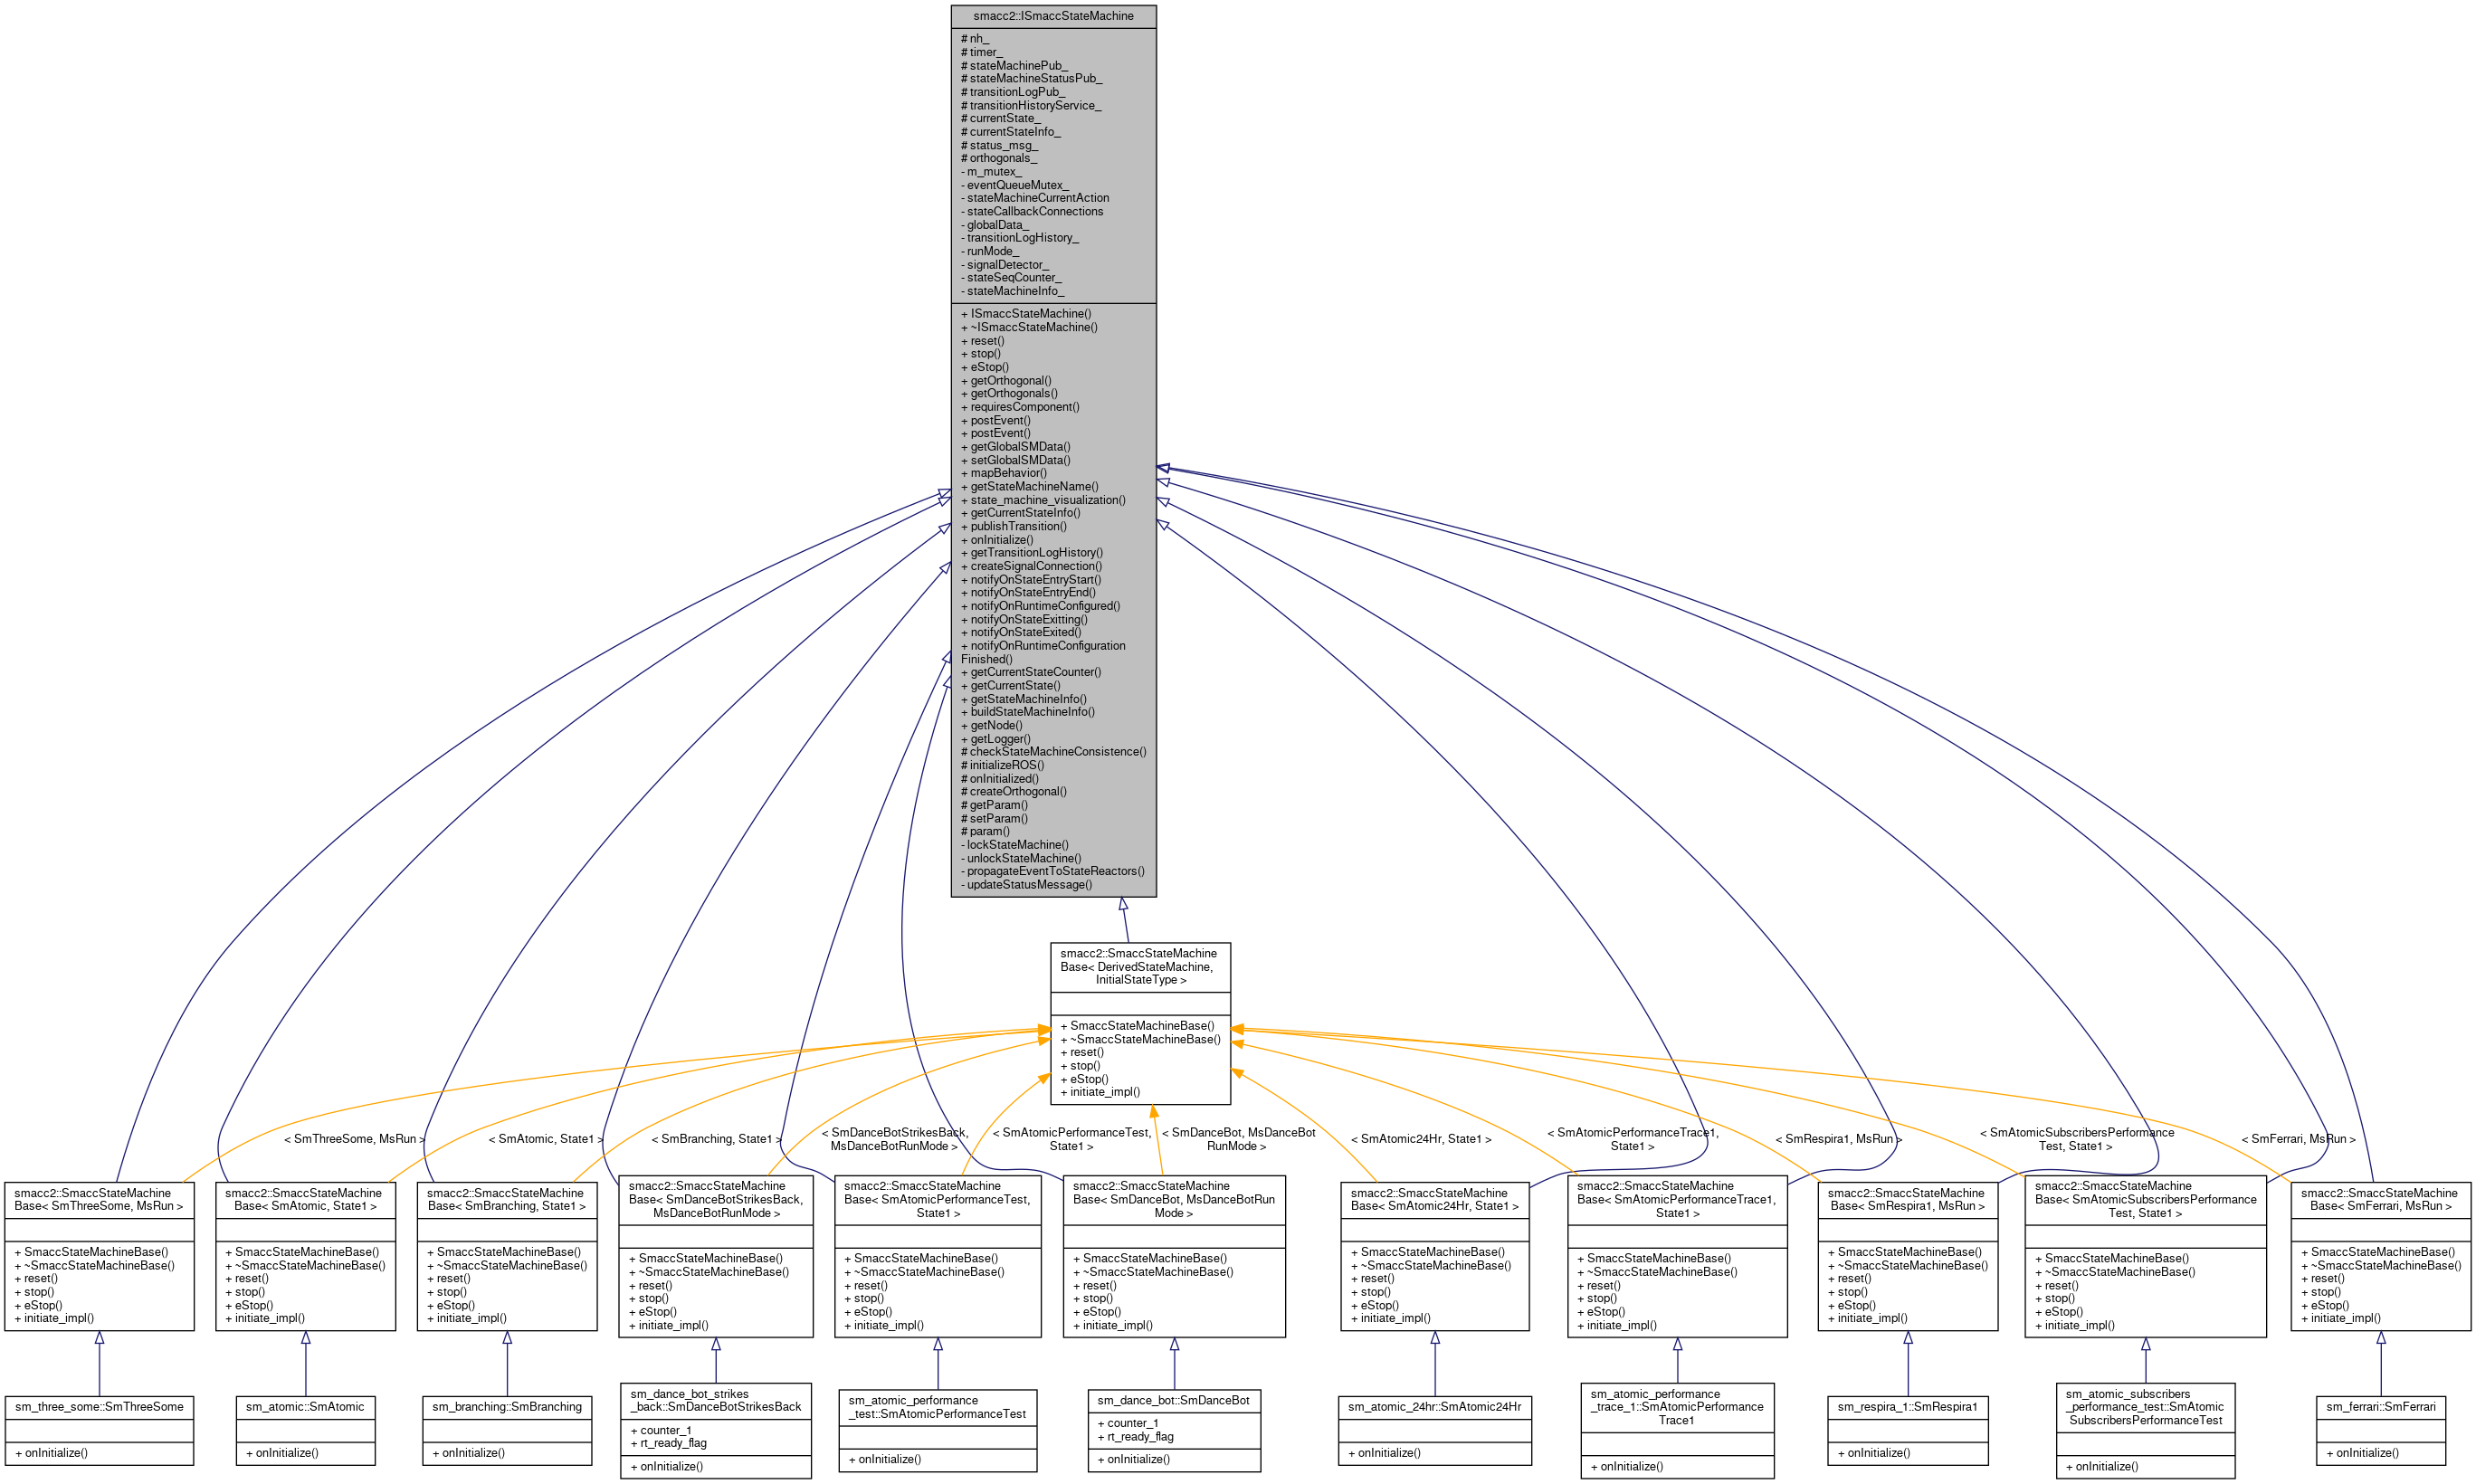 smacc2::ISmaccStateMachine
# nh_
# timer_
# stateMachinePub_
# stateMachineStatusPub_
# transitionLogPub_
# transitionHistoryService_
# currentState_
# currentStateInfo_
# status_msg_
# orthogonals_
- m_mutex_
- eventQueueMutex_
- stateMachineCurrentAction
- stateCallbackConnections
- globalData_
- transitionLogHistory_
- runMode_
- signalDetector_
- stateSeqCounter_
- stateMachineInfo_
+ ISmaccStateMachine()
+ ~ISmaccStateMachine()
+ reset()
+ stop()
+ eStop()
+ getOrthogonal()
+ getOrthogonals()
+ requiresComponent()
+ postEvent()
+ postEvent()
+ getGlobalSMData()
+ setGlobalSMData()
+ mapBehavior()
+ getStateMachineName()
+ state_machine_visualization()
+ getCurrentStateInfo()
+ publishTransition()
+ onInitialize()
+ getTransitionLogHistory()
+ createSignalConnection()
+ notifyOnStateEntryStart()
+ notifyOnStateEntryEnd()
+ notifyOnRuntimeConfigured()
+ notifyOnStateExitting()
+ notifyOnStateExited()
+ notifyOnRuntimeConfiguration
Finished()
+ getCurrentStateCounter()
+ getCurrentState()
+ getStateMachineInfo()
+ buildStateMachineInfo()
+ getNode()
+ getLogger()
# checkStateMachineConsistence()
# initializeROS()
# onInitialized()
# createOrthogonal()
# getParam()
# setParam()
# param()
- lockStateMachine()
- unlockStateMachine()
- propagateEventToStateReactors()
- updateStatusMessage()
smacc2::SmaccStateMachine
Base< DerivedStateMachine,
InitialStateType >
+ SmaccStateMachineBase()
+ ~SmaccStateMachineBase()
+ reset()
+ stop()
+ eStop()
+ initiate_impl()
< SmThreeSome, MsRun >
< SmAtomic, State1 >
< SmBranching, State1 >
< SmDanceBotStrikesBack,
MsDanceBotRunMode >
< SmAtomicPerformanceTest,
State1 >
< SmDanceBot, MsDanceBot
RunMode >
< SmAtomic24Hr, State1 >
< SmAtomicPerformanceTrace1,
State1 >
< SmRespira1, MsRun >
< SmAtomicSubscribersPerformance
Test, State1 >
< SmFerrari, MsRun >
smacc2::SmaccStateMachine
Base< SmThreeSome, MsRun >
+ SmaccStateMachineBase()
+ ~SmaccStateMachineBase()
+ reset()
+ stop()
+ eStop()
+ initiate_impl()
smacc2::SmaccStateMachine
Base< SmAtomic, State1 >
+ SmaccStateMachineBase()
+ ~SmaccStateMachineBase()
+ reset()
+ stop()
+ eStop()
+ initiate_impl()
smacc2::SmaccStateMachine
Base< SmBranching, State1 >
+ SmaccStateMachineBase()
+ ~SmaccStateMachineBase()
+ reset()
+ stop()
+ eStop()
+ initiate_impl()
smacc2::SmaccStateMachine
Base< SmDanceBotStrikesBack,
MsDanceBotRunMode >
+ SmaccStateMachineBase()
+ ~SmaccStateMachineBase()
+ reset()
+ stop()
+ eStop()
+ initiate_impl()
smacc2::SmaccStateMachine
Base< SmAtomicPerformanceTest,
State1 >
+ SmaccStateMachineBase()
+ ~SmaccStateMachineBase()
+ reset()
+ stop()
+ eStop()
+ initiate_impl()
smacc2::SmaccStateMachine
Base< SmDanceBot, MsDanceBotRun
Mode >
+ SmaccStateMachineBase()
+ ~SmaccStateMachineBase()
+ reset()
+ stop()
+ eStop()
+ initiate_impl()
smacc2::SmaccStateMachine
Base< SmAtomic24Hr, State1 >
+ SmaccStateMachineBase()
+ ~SmaccStateMachineBase()
+ reset()
+ stop()
+ eStop()
+ initiate_impl()
smacc2::SmaccStateMachine
Base< SmAtomicPerformanceTrace1,
State1 >
+ SmaccStateMachineBase()
+ ~SmaccStateMachineBase()
+ reset()
+ stop()
+ eStop()
+ initiate_impl()
smacc2::SmaccStateMachine
Base< SmRespira1, MsRun >
+ SmaccStateMachineBase()
+ ~SmaccStateMachineBase()
+ reset()
+ stop()
+ eStop()
+ initiate_impl()
smacc2::SmaccStateMachine
Base< SmAtomicSubscribersPerformance
Test, State1 >
+ SmaccStateMachineBase()
+ ~SmaccStateMachineBase()
+ reset()
+ stop()
+ eStop()
+ initiate_impl()
smacc2::SmaccStateMachine
Base< SmFerrari, MsRun >
+ SmaccStateMachineBase()
+ ~SmaccStateMachineBase()
+ reset()
+ stop()
+ eStop()
+ initiate_impl()
sm_three_some::SmThreeSome
+ onInitialize()
sm_atomic::SmAtomic
+ onInitialize()
sm_branching::SmBranching
+ onInitialize()
sm_dance_bot_strikes
_back::SmDanceBotStrikesBack
+ counter_1
+ rt_ready_flag
+ onInitialize()
sm_atomic_performance
_test::SmAtomicPerformanceTest
+ onInitialize()
sm_dance_bot::SmDanceBot
+ counter_1
+ rt_ready_flag
+ onInitialize()
sm_atomic_24hr::SmAtomic24Hr
+ onInitialize()
sm_atomic_performance
_trace_1::SmAtomicPerformance
Trace1
+ onInitialize()
sm_respira_1::SmRespira1
+ onInitialize()
sm_atomic_subscribers
_performance_test::SmAtomic
SubscribersPerformanceTest
+ onInitialize()
sm_ferrari::SmFerrari
+ onInitialize()